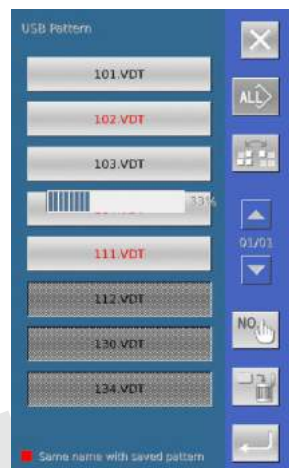 USB Pattern
101.VDT
ALL
102.VDT
103.VDT
33%
01/01
111.VDT
112.VDT
NO.
130.VDT
134.VDT
Same name with saved pattern